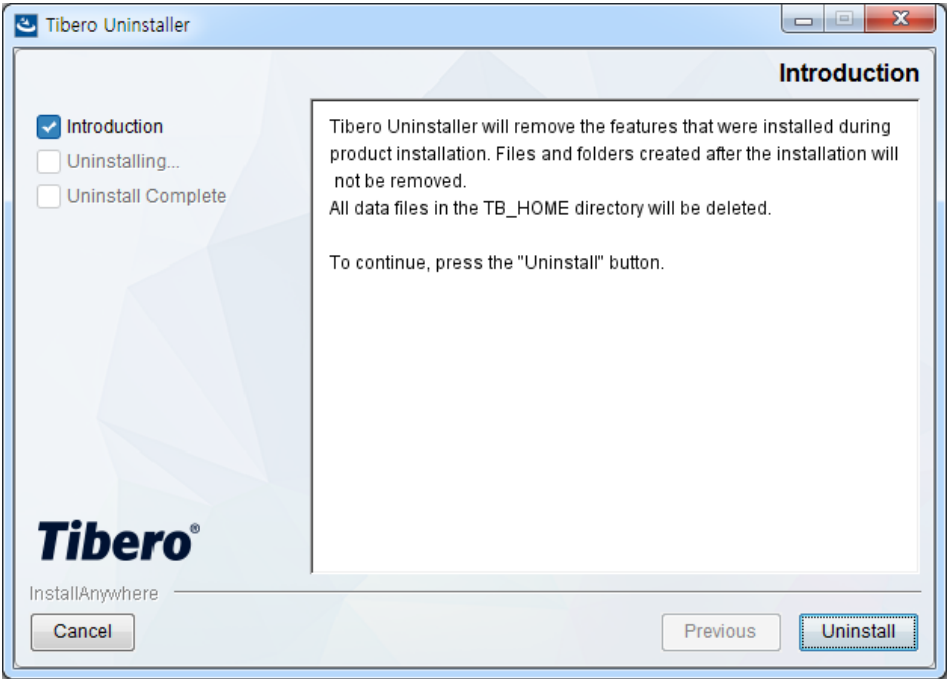 Tibero Uninstaller
Introduction
Introduction
Uninstalling...
Uninstall Complete
Tibero Uninstaller will remove the features that were installed during
product installation. Files and folders created after the installation will
not be removed.
All data files in the TB_HOME directory will be deleted.
To continue, press the "Uninstall" button.
Tibero®
InstallAnywhere
Cancel
Previous
Uninstall